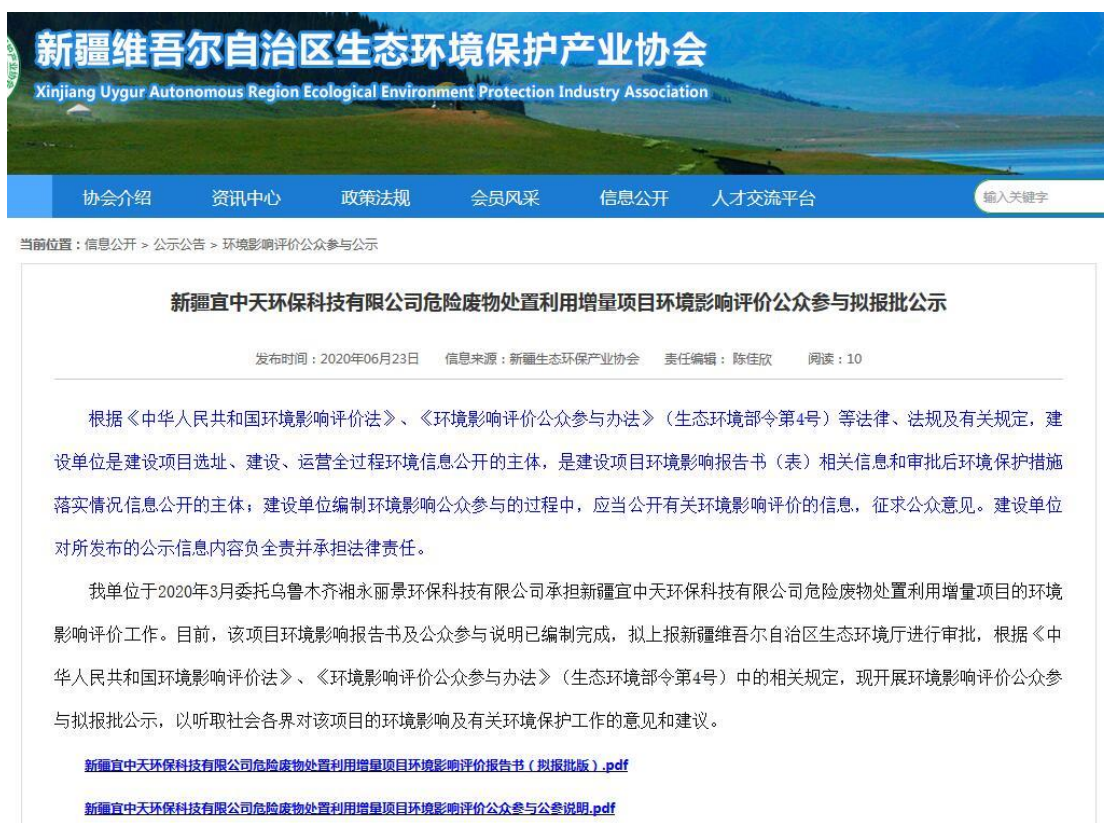 新疆维吾尔自治区生态环境保护产业协会
Xinjiang Uygur Autonomous Region Ecological Environment Protection Industry Association
协会介绍 资讯中心 政策法规 会员风采 信息公开 人才交流平台 输入关键字
当前位置：信息公开 > 公示公告 > 环境影响评价公众参与公示
新疆宜中天环保科技有限公司危险废物处置利用增量项目环境影响评价公众参与拟报批公示
发布时间：2020年06月23日 信息来源：新疆生态环保产业协会 责任编辑： 陈佳欣 阅读：10
根据《中华人民共和国环境影响评价法》、《环境影响评价公众参与办法》（生态环境部令第4号）等法律、法规及有关规定，建
设单位是建设项目选址、建设、运营全过程环境信息公开的主体，是建设项目环境影响报告书（表）相关信息和审批后环境保护措施
落实情况信息公开的主体；建设单位编制环境影响公众参与的过程中，应当公开有关环境影响评价的信息，征求公众意见。建设单位
对所发布的公示信息内容负全责并承担法律责任。
我单位于2020年3月委托乌鲁木齐湘永丽景环保科技有限公司承担新疆宜中天环保科技有限公司危险废物处置利用增量项目的环境
影响评价工作。目前，该项目环境影响报告书及公众参与说明已编制完成，拟上报新疆维吾尔自治区生态环境厅进行审批，根据《中
华人民共和国环境影响评价法》、《环境影响评价公众参与办法》（生态环境部令第4号）中的相关规定，现开展环境影响评价公众参
与拟报批公示，以听取社会各界对该项目的环境影响及有关环境保护工作的意见和建议。
新疆宜中天环保科技有限公司危险废物处置利用增量项目环境影响评价报告书（拟报批版）.pdf
新疆宜中天环保科技有限公司危险废物处置利用增量项目环境影响评价公众参与公参说明.pdf